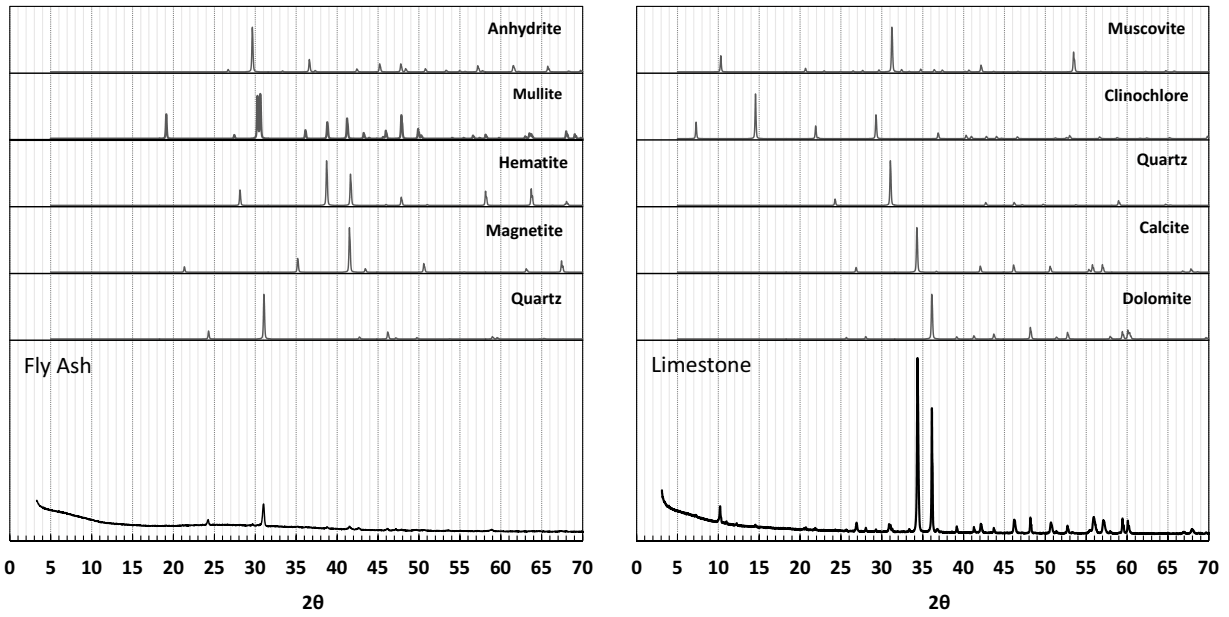 Anhydrite
Mullite
Hematite
Magnetite
Quartz
Fly Ash
0 5 10 15 20 25 30 35 40 45 50 55 60 65 70
2θ
Muscovite
Clinochlore
Quartz
Calcite
Dolomite
Limestone
0 5 10 15 20 25 30 35 40 45 50 55 60 65 70
2θ